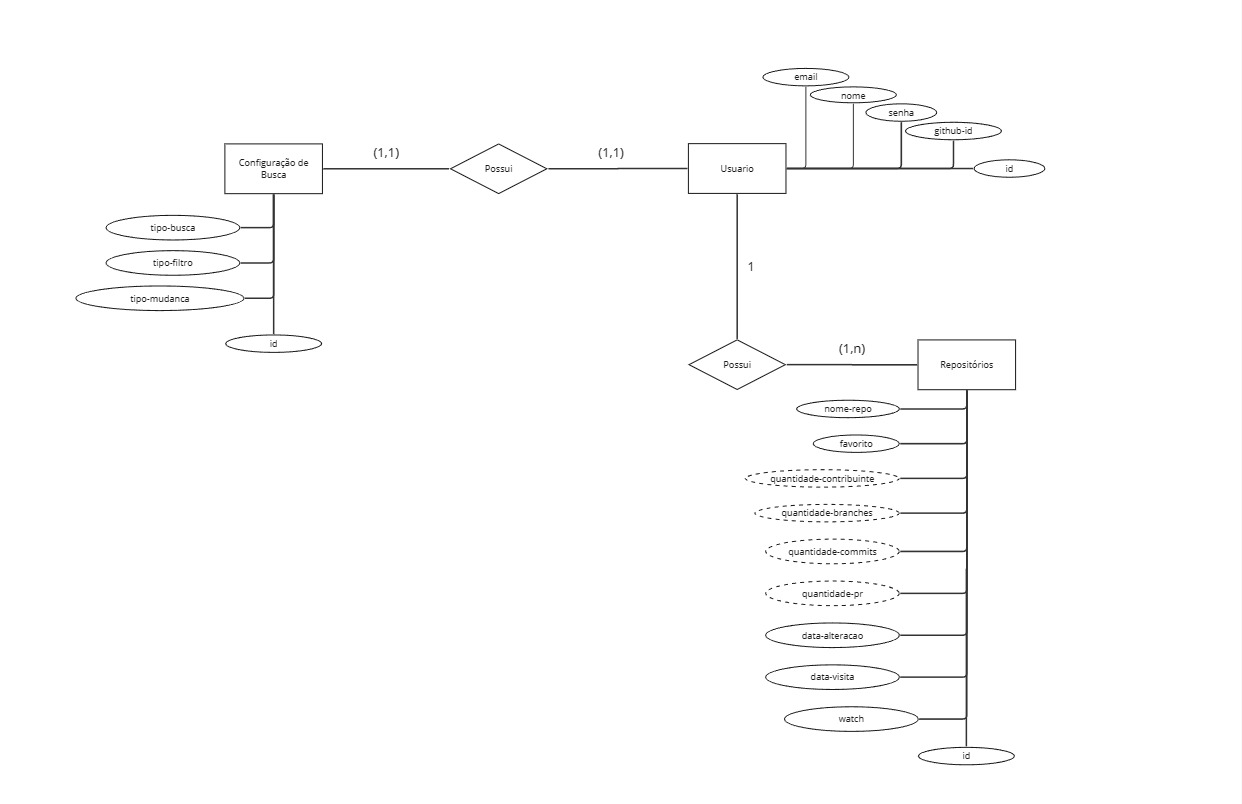 email
nome
senha
github-id
(1,1)
(1,1)
Configuração de
Busca
Possui
Usuario
id
tipo-busca
tipo-filtro
tipo-mudanca
id
1
(1,n)
Possui
Repositórios
nome-repo
favorito
quantidade-contribuinte
quantidade-branches
quantidade-commits
quantidade-pr
data-alteracao
data-visita
watch
id